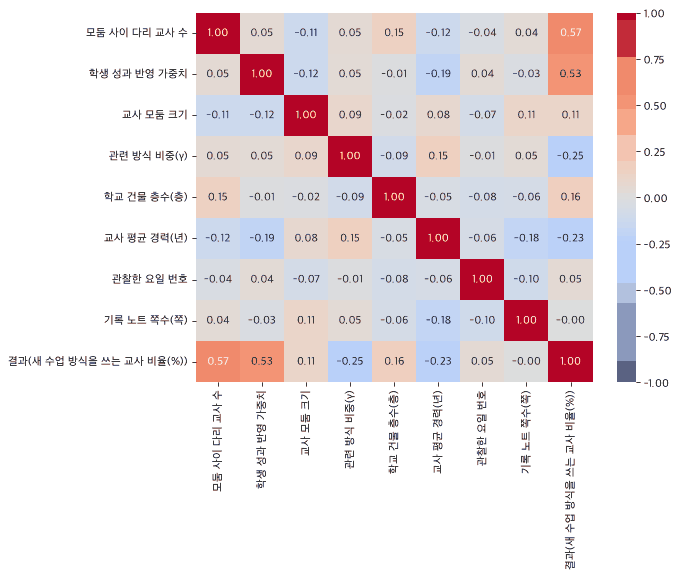 모둠 사이 다리 교사 수 1.00 0.05 -0.11 0.05 0.15 -0.12 -0.04 0.04 0.57
학생 성과 반영 가중치 0.05 1.00 -0.12 0.05 -0.01 -0.19 0.04 -0.03 0.53
교사 모둠 크기 -0.11 -0.12 1.00 0.09 -0.02 0.08 -0.07 0.11 0.11
관련 방식 비중(γ) 0.05 0.05 0.09 1.00 -0.09 0.15 -0.01 0.05 -0.25
학교 건물 층수(층) 0.15 -0.01 -0.02 -0.09 1.00 -0.05 -0.08 -0.06 0.16
교사 평균 경력(년) -0.12 -0.19 0.08 0.15 -0.05 1.00 -0.06 -0.18 -0.23
관찰한 요일 번호 -0.04 0.04 -0.07 -0.01 -0.08 -0.06 1.00 -0.10 0.05
기록 노트 쪽수(쪽) 0.04 -0.03 0.11 0.05 -0.06 -0.18 -0.10 1.00 -0.00
결과(새 수업 방식을 쓰는 교사 비율(%)) 0.57 0.53 0.11 -0.25 0.16 -0.23 0.05 -0.00 1.00
모둠 사이 다리 교사 수
학생 성과 반영 가중치
교사 모둠 크기
관련 방식 비중(γ)
학교 건물 층수(층)
교사 평균 경력(년)
관찰한 요일 번호
기록 노트 쪽수(쪽)
결과(새 수업 방식을 쓰는 교사 비율(%))
1.00
0.75
0.50
0.25
0.00
-0.25
-0.50
-0.75
-1.00